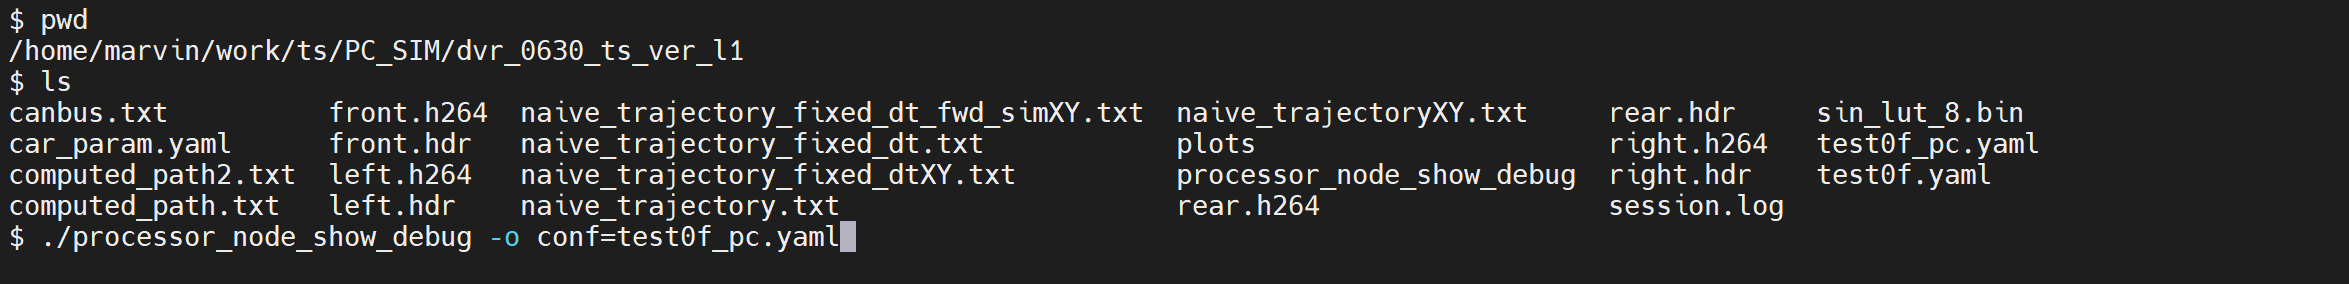 $ pwd
/home/marvin/work/ts/PC_SIM/dvr_0630_ts_ver_l1
$ ls
canbus.txt          front.h264  naive_trajectory_fixed_dt_fwd_simXY.txt  naive_trajectoryXY.txt     rear.hdr     sin_lut_8.bin
car_param.yaml      front.hdr   naive_trajectory_fixed_dt.txt            plots                      right.h264   test0f_pc.yaml
computed_path2.txt  left.h264   naive_trajectory_fixed_dtXY.txt          processor_node_show_debug  right.hdr    test0f.yaml
computed_path.txt   left.hdr    naive_trajectory.txt                     rear.h264                  session.log
$ ./processor_node_show_debug -o conf=test0f_pc.yaml